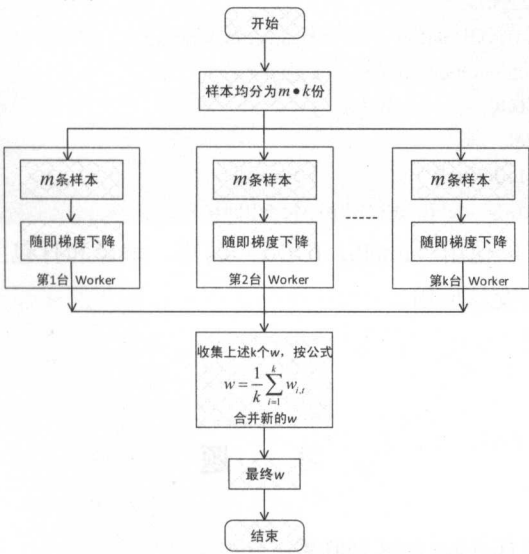 开始
样本均分为m•k份
m条样本
随即梯度下降
第1台 Worker
m条样本
随即梯度下降
第2台 Worker
m条样本
随即梯度下降
第k台 Worker
收集上述k个w，按公式
w = \frac{1}{k} \sum_{i=1}^{k} w_{i,t}
合并新的w
最终w
结束